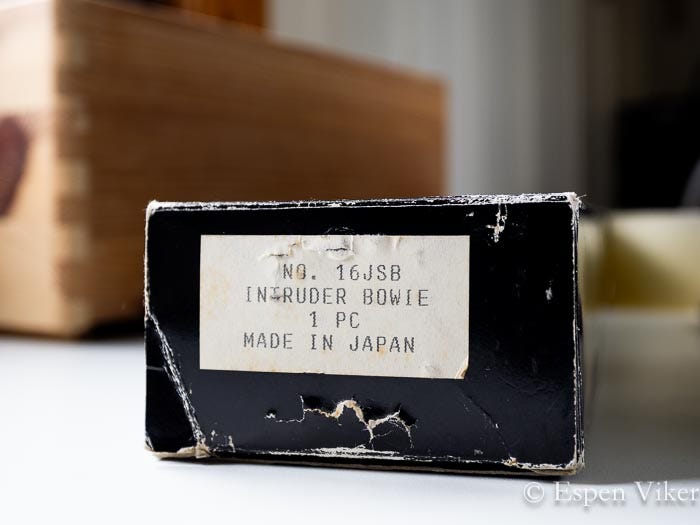 NO. 16JSB
INTRUDER BOWIE
1 PC
MADE IN JAPAN
© Espen Viker